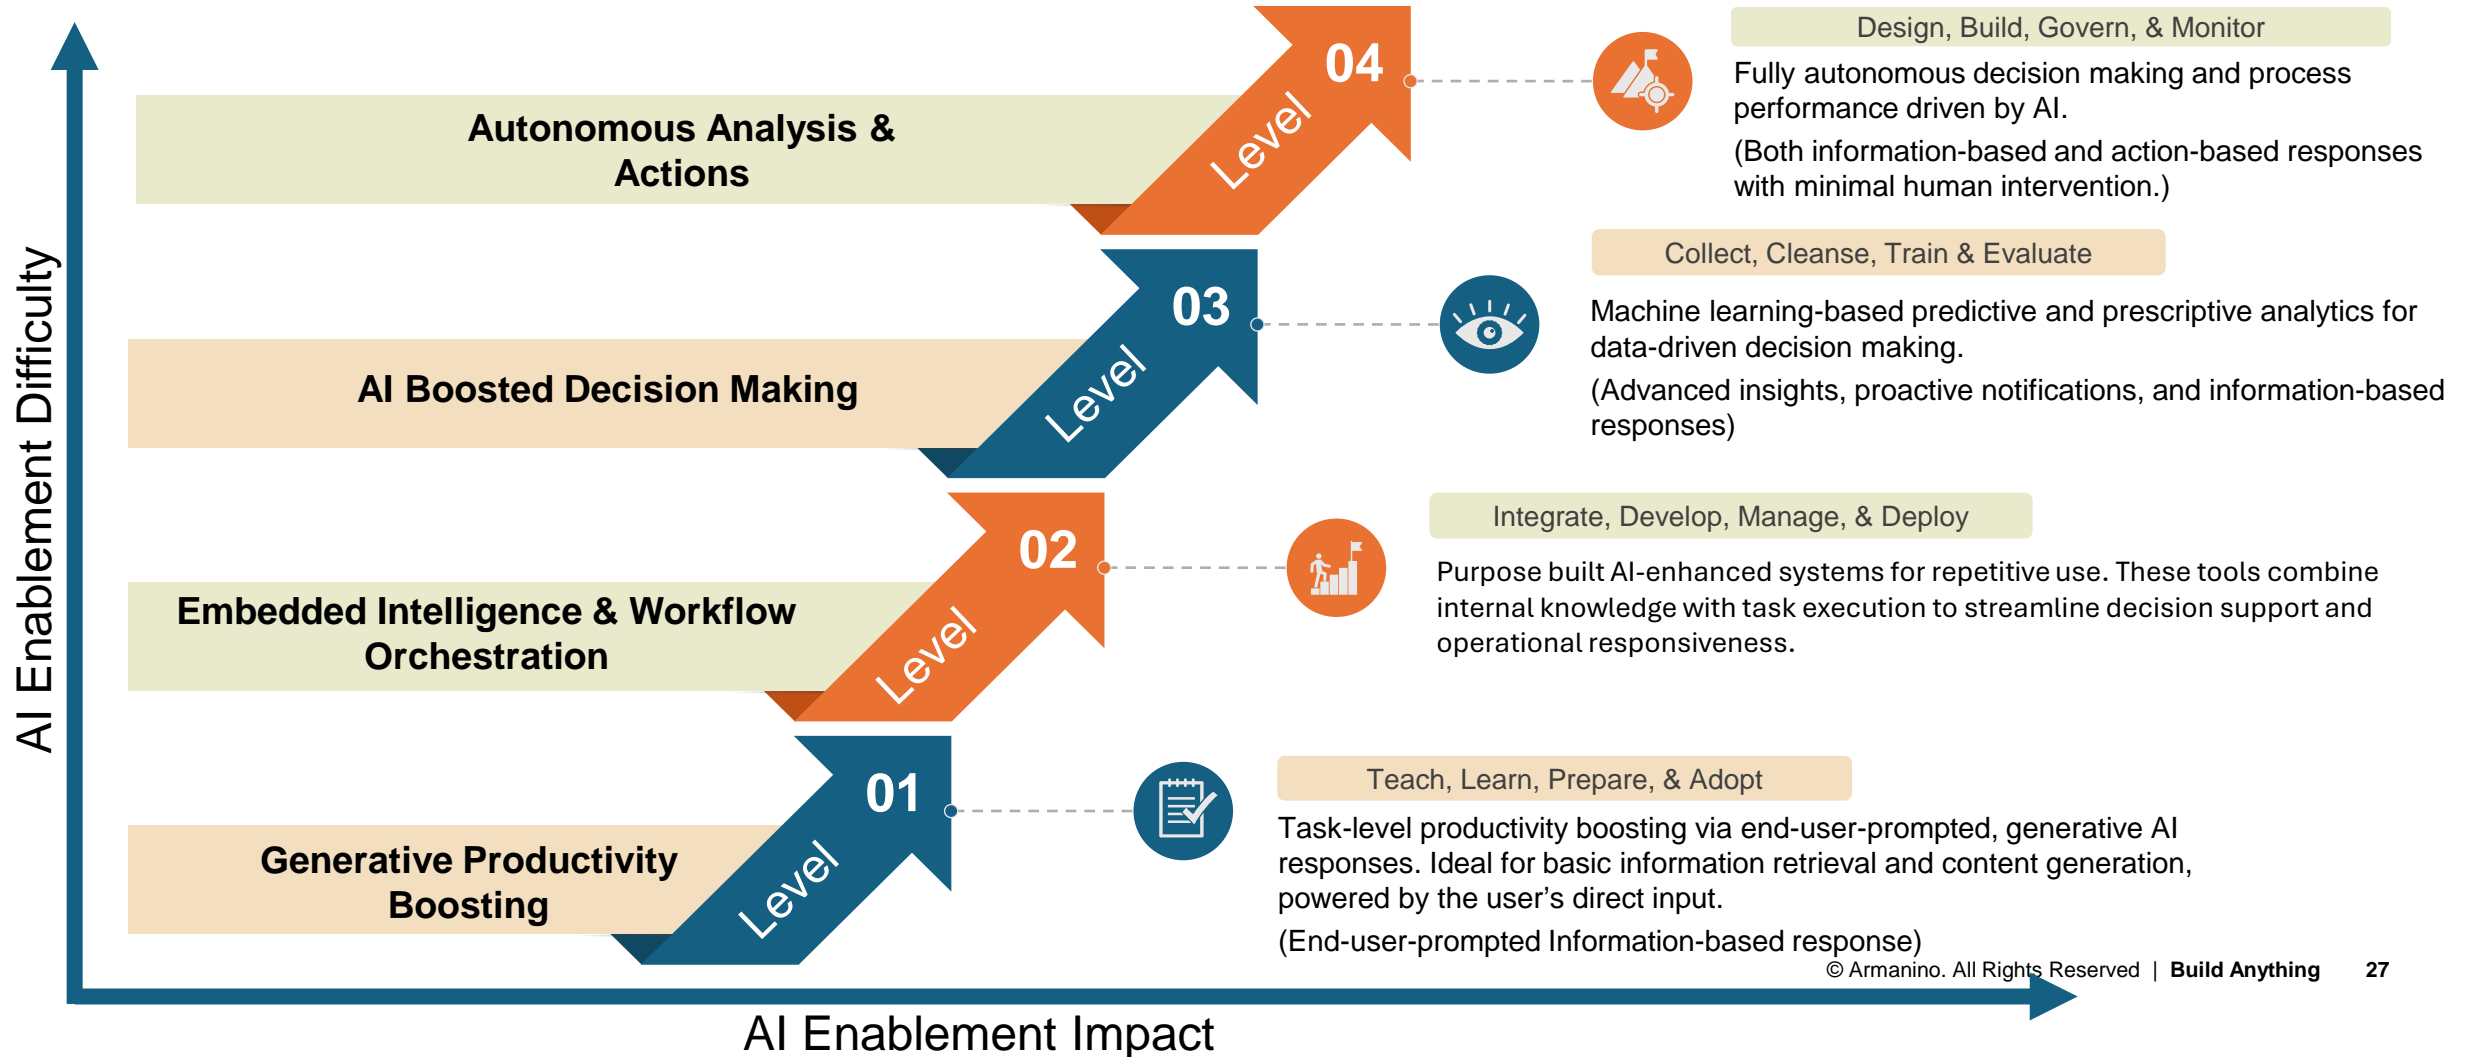 AI Enablement Difficulty
Autonomous Analysis &
Actions
Level
04
Design, Build, Govern, & Monitor
Fully autonomous decision making and process
performance driven by AI.
(Both information-based and action-based responses
with minimal human intervention.)
AI Boosted Decision Making
Level
03
Collect, Cleanse, Train & Evaluate
Machine learning-based predictive and prescriptive analytics for
data-driven decision making.
(Advanced insights, proactive notifications, and information-based
responses)
Embedded Intelligence & Workflow
Orchestration
Level
02
Integrate, Develop, Manage, & Deploy
Purpose built AI-enhanced systems for repetitive use. These tools combine
internal knowledge with task execution to streamline decision support and
operational responsiveness.
Generative Productivity
Boosting
Level
01
Teach, Learn, Prepare, & Adopt
Task-level productivity boosting via end-user-prompted, generative AI
responses. Ideal for basic information retrieval and content generation,
powered by the user’s direct input.
(End-user-prompted Information-based response)
© Armanino. All Rights Reserved | Build Anything 27
AI Enablement Impact